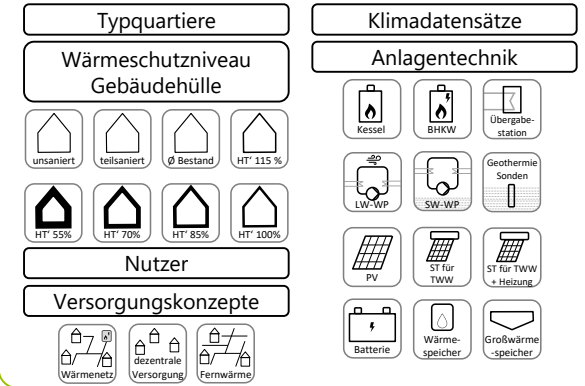 Typquartiere
Wärmeschutzniveau
Gebäudehülle
unsaniert
teilsaniert
Ø Bestand
HT‘ 115 %
HT‘ 55%
HT‘ 70%
HT‘ 85%
HT‘ 100%
Nutzer
Versorgungskonzepte
Wärmenetz
dezentrale
Versorgung
Fernwärme
Klimadatensätze
Anlagentechnik
Kessel
BHKW
Übergabe-
station
LW-WP
SW-WP
Geothermie
Sonden
PV
ST für
TWW
ST für TWW
+ Heizung
Batterie
Wärme-
speicher
Großwärme
-speicher